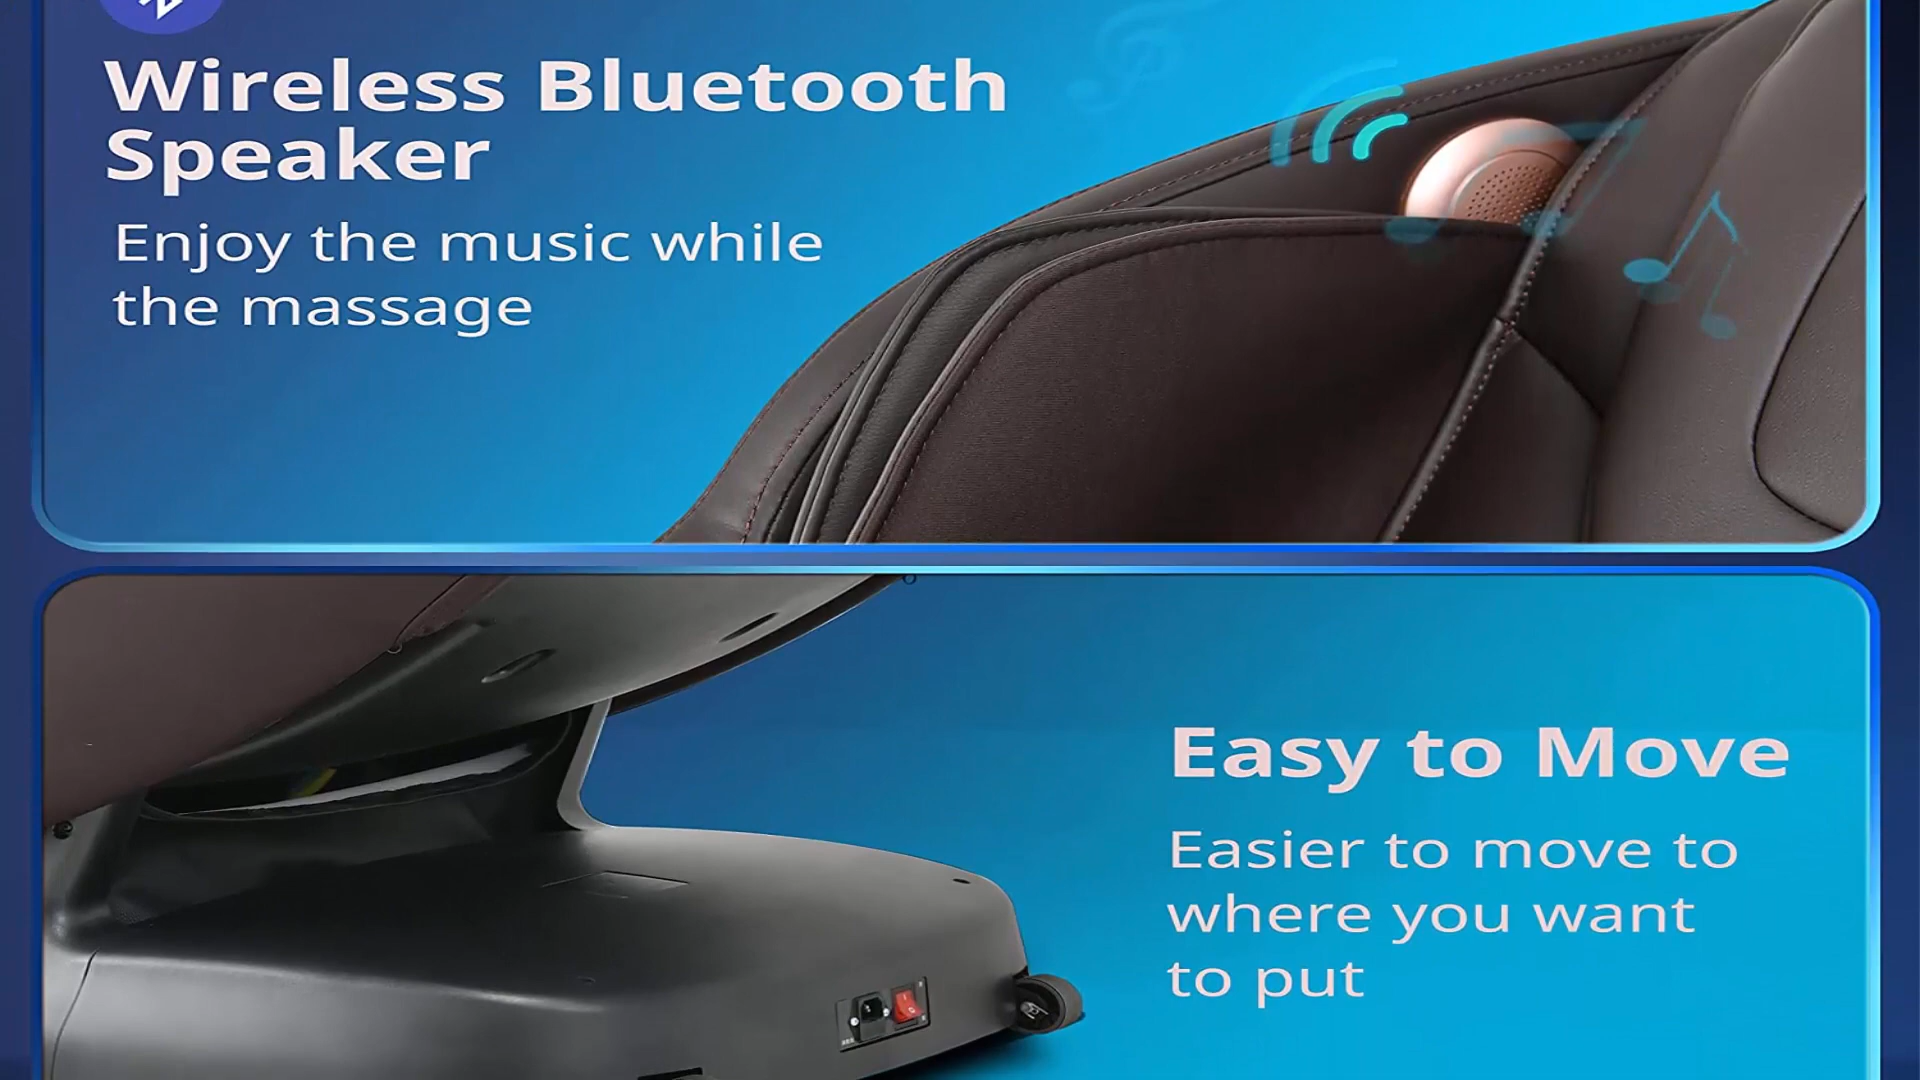 Wireless Bluetooth
Speaker
Enjoy the music while
the massage
Easy to Move
Easier to move to
where you want
to put